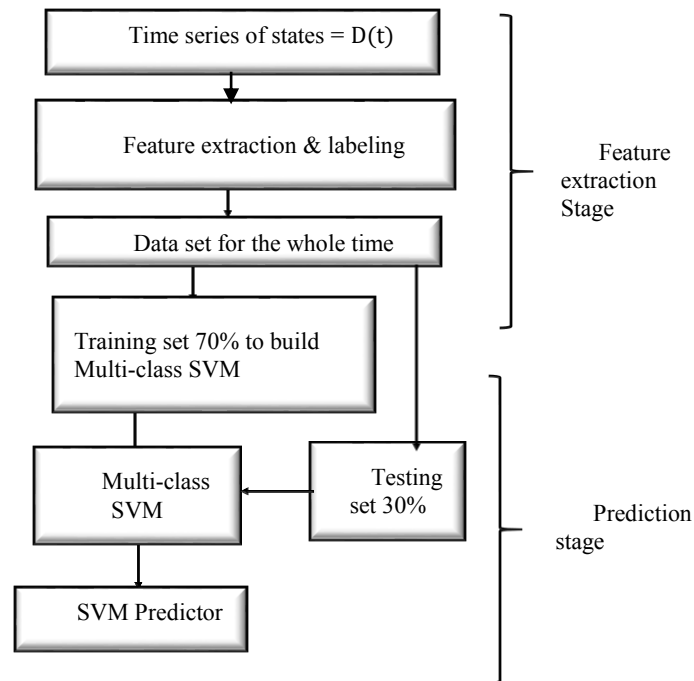 Time series of states = D(t)
Feature extraction & labeling
Data set for the whole time
Feature
extraction
Stage
Training set 70% to build
Multi-class SVM
Multi-class
SVM
Testing
set 30%
Prediction
stage
SVM Predictor